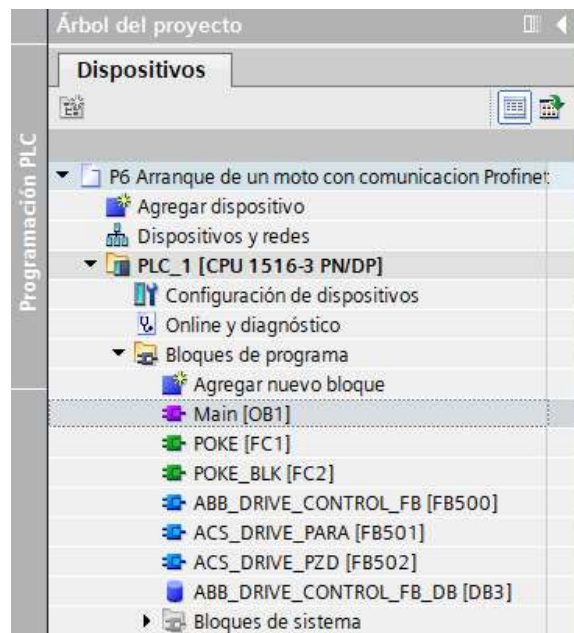 Árbol del proyecto
Dispositivos
Programación PLC
P6 Arranque de un moto con comunicacion Profinet
Agregar dispositivo
Dispositivos y redes
PLC_1 [CPU 1516-3 PN/DP]
Configuración de dispositivos
Online y diagnóstico
Bloques de programa
Agregar nuevo bloque
Main [OB1]
POKE [FC1]
POKE_BLK [FC2]
ABB_DRIVE_CONTROL_FB [FB500]
ACS_DRIVE_PARA [FB501]
ACS_DRIVE_PZD [FB502]
ABB_DRIVE_CONTROL_FB_DB [DB3]
Bloques de sistema